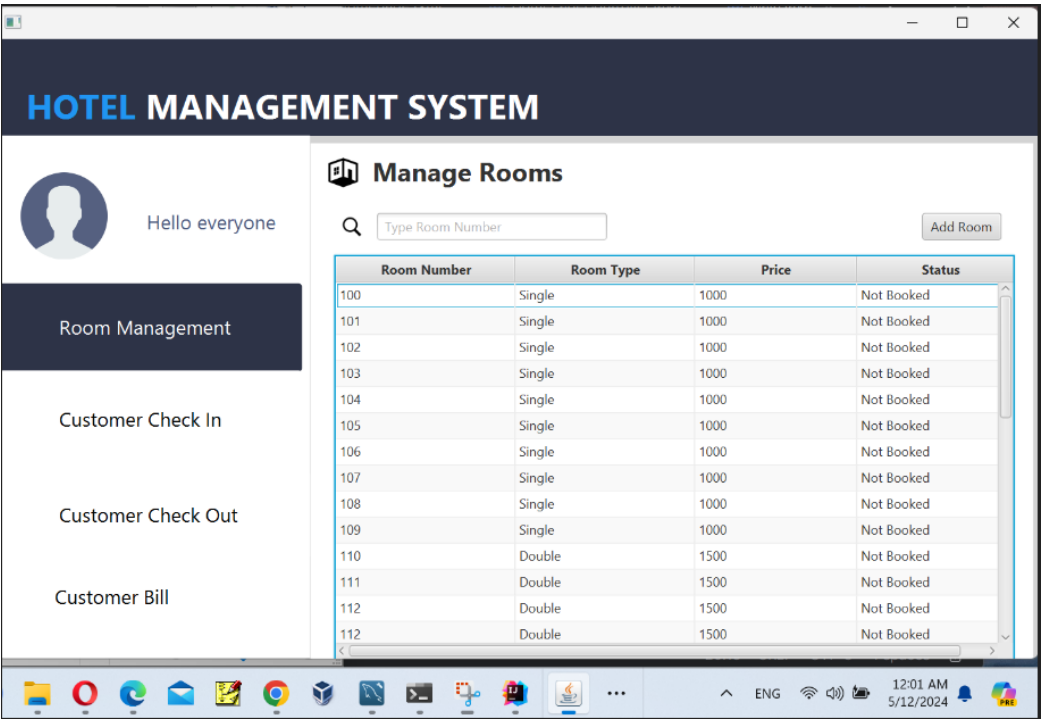 HOTEL MANAGEMENT SYSTEM
Hello everyone
Room Management
Customer Check In
Customer Check Out
Customer Bill
Manage Rooms
Type Room Number
Add Room
Room Number Room Type Price Status
100 Single 1000 Not Booked
101 Single 1000 Not Booked
102 Single 1000 Not Booked
103 Single 1000 Not Booked
104 Single 1000 Not Booked
105 Single 1000 Not Booked
106 Single 1000 Not Booked
107 Single 1000 Not Booked
108 Single 1000 Not Booked
109 Single 1000 Not Booked
110 Double 1500 Not Booked
111 Double 1500 Not Booked
112 Double 1500 Not Booked
112 Double 1500 Not Booked
ENG
12:01 AM
5/12/2024
PRE